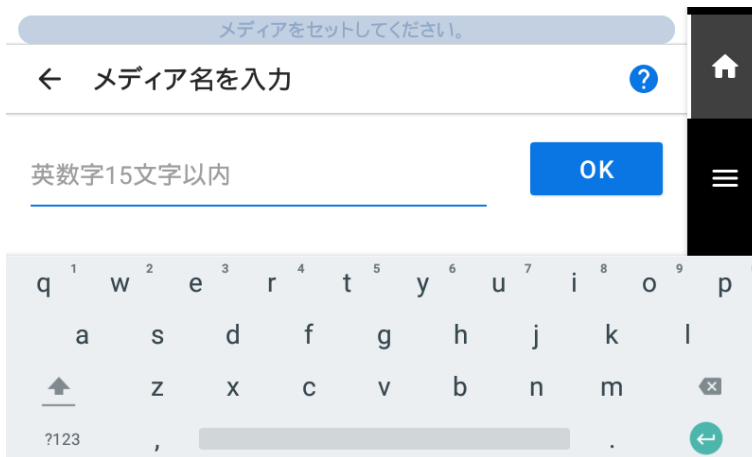 メディアをセットしてください。
メディア名を入力
?
英数字15文字以内
OK
q 1 w 2 e 3 r 4 t 5 y 6 u 7 i 8 o 9 p
a s d f g h j k l
z x c v b n m
?123 , .